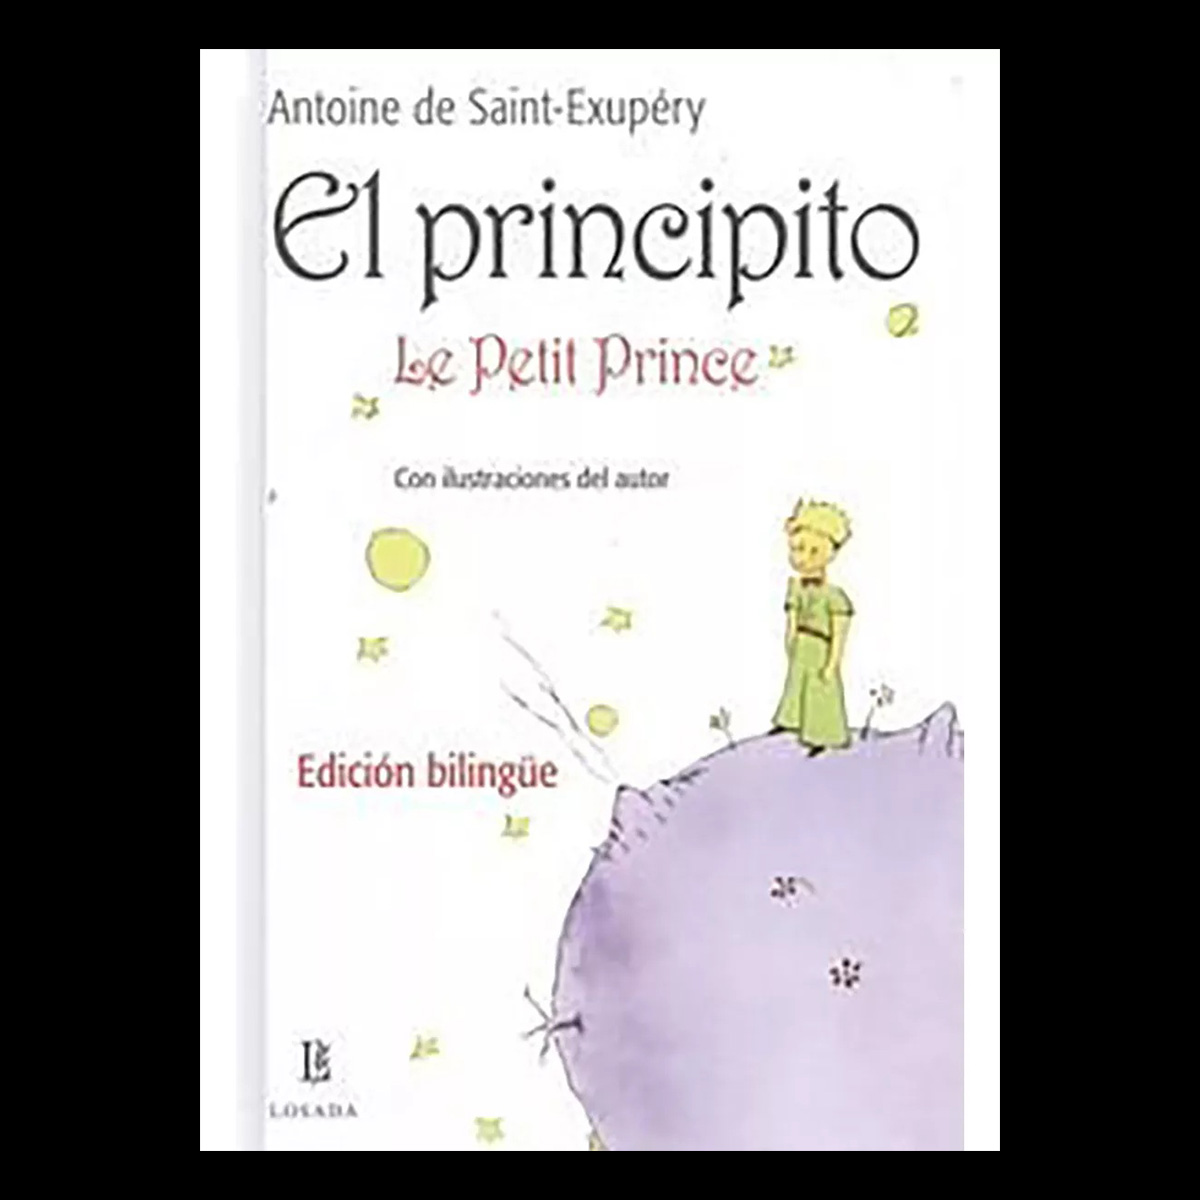 Antoine de Saint-Exupéry
El principito
Le Petit Prince
Con ilustraciones del autor
Edición bilingüe
LOSADA